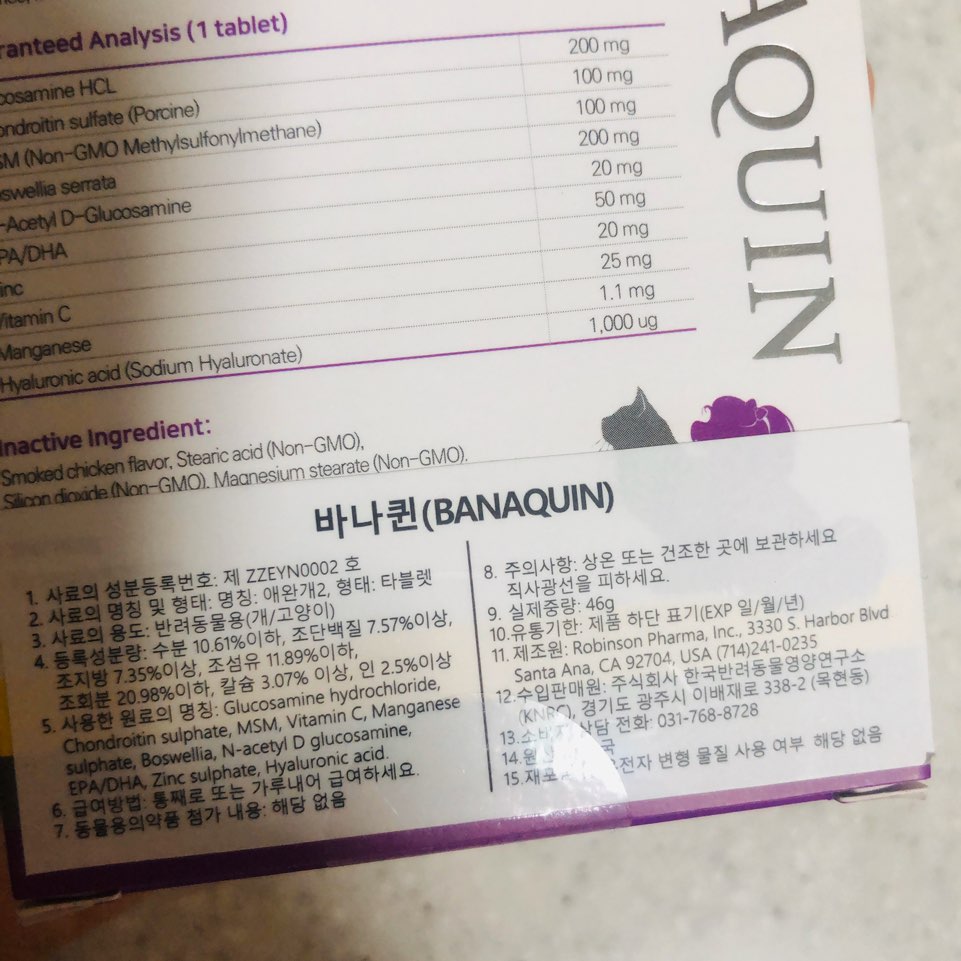 ranteed Analysis (1 tablet)
cosamine HCL 200 mg
ondroitin sulfate (Porcine) 100 mg
SM (Non-GMO Methylsulfonylmethane) 100 mg
oswellia serrata 200 mg
-Acetyl D-Glucosamine 20 mg
PA/DHA 50 mg
inc 20 mg
Vitamin C 25 mg
Manganese 1.1 mg
Hyaluronic acid (Sodium Hyaluronate) 1,000 ug
Inactive Ingredient:
Smoked chicken flavor, Stearic acid (Non-GMO),
Silicon dioxide (Non-GMO), Magnesium stearate (Non-GMO).
AQUIN
바나퀸(BANAQUIN)
1. 사료의 성분등록번호: 제 ZZEYN0002 호
2. 사료의 명칭 및 형태: 명칭: 애완개2, 형태: 타블렛
3. 사료의 용도: 반려동물용(개/고양이)
4. 등록성분량: 수분 10.61%이하, 조단백질 7.57%이상,
조지방 7.35%이상, 조섬유 11.89%이하,
조회분 20.98%이하, 칼슘 3.07% 이상, 인 2.5%이상
5. 사용한 원료의 명칭: Glucosamine hydrochloride,
Chondroitin sulphate, MSM, Vitamin C, Manganese
sulphate, Boswellia, N-acetyl D glucosamine,
EPA/DHA, Zinc sulphate, Hyaluronic acid.
6. 급여방법: 통째로 또는 가루내어 급여하세요.
7. 동물용의약품 첨가 내용: 해당 없음
8. 주의사항: 상온 또는 건조한 곳에 보관하세요
직사광선을 피하세요.
9. 실제중량: 46g
10.유통기한: 제품 하단 표기(EXP 일/월/년)
11.제조원: Robinson Pharma, Inc., 3330 S. Harbor Blvd
Santa Ana, CA 92704, USA (714)241-0235
12.수입판매원: 주식회사 한국반려동물영양연구소
(KNRC), 경기도 광주시 이배재로 338-2 (목현동)
13.소비자 상담 전화: 031-768-8728
14.원 국
15.재포 유전자 변형 물질 사용 여부 해당 없음